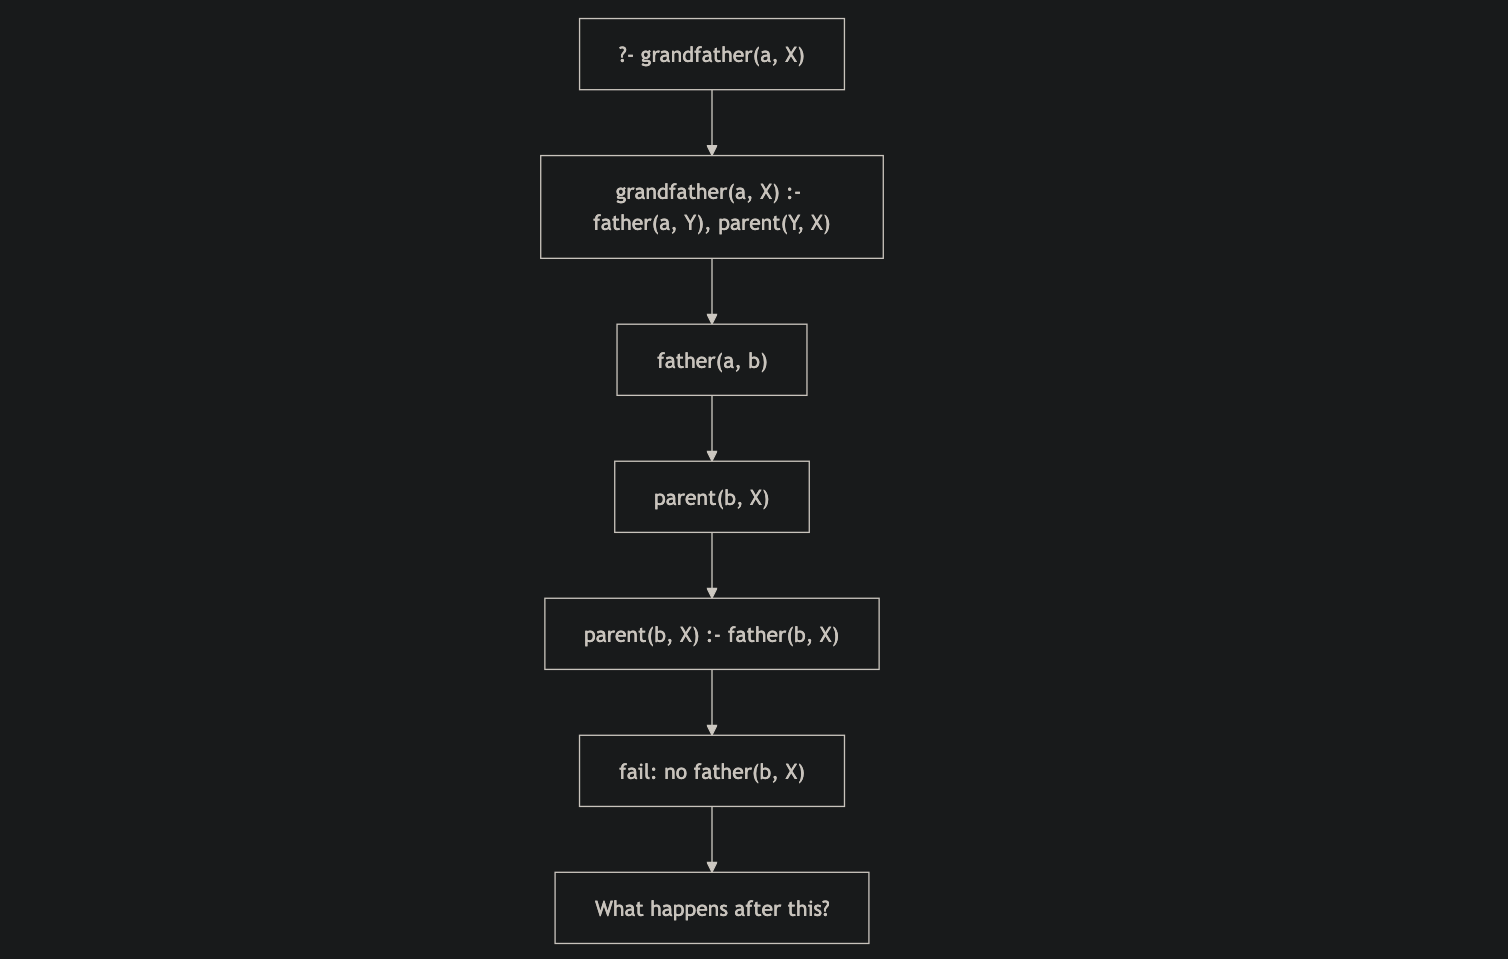 ?- grandfather(a, X)
grandfather(a, X) :-
father(a, Y), parent(Y, X)
father(a, b)
parent(b, X)
parent(b, X) :- father(b, X)
fail: no father(b, X)
What happens after this?